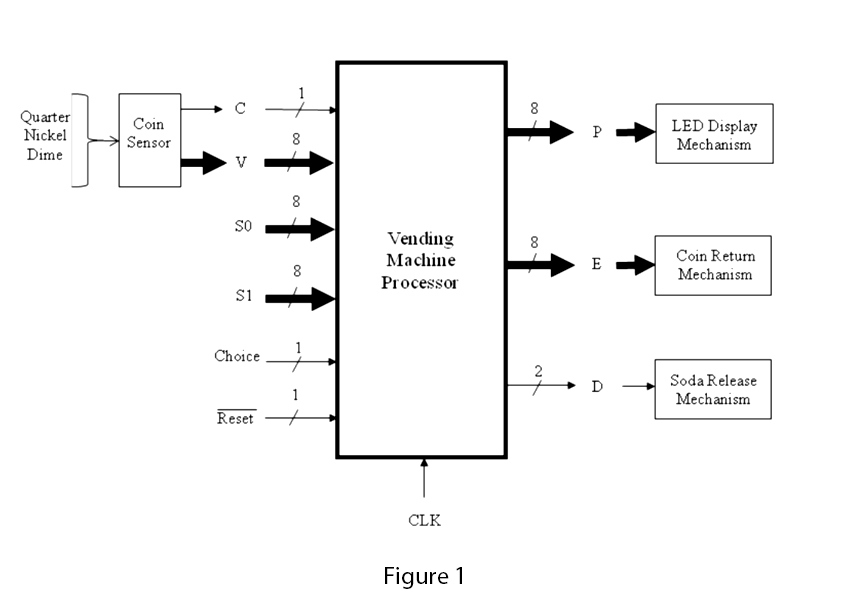 Quarter
Nickel
Dime
Coin
Sensor
C
1
V
8
S0
8
S1
8
Choice
1
Reset
1
Vending
Machine
Processor
CLK
8
P
LED Display
Mechanism
8
E
Coin Return
Mechanism
2
D
Soda Release
Mechanism
Figure 1